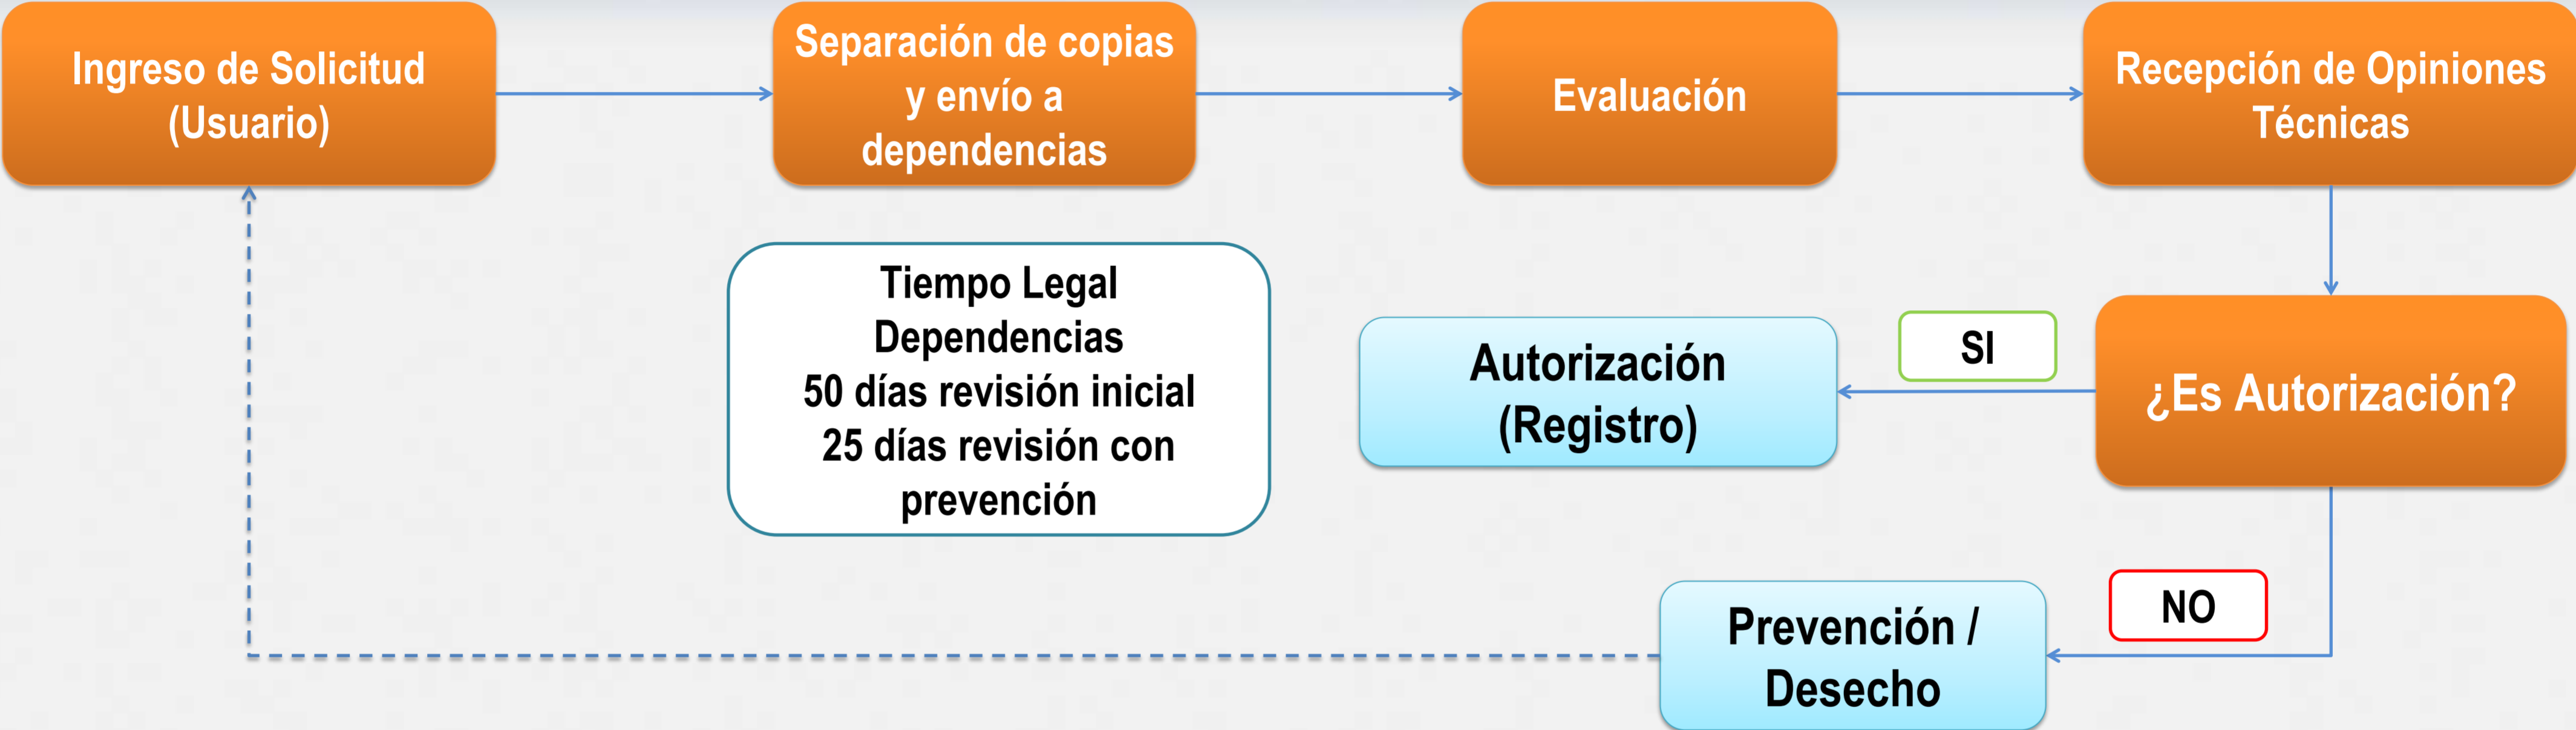 Ingreso de Solicitud
(Usuario)
Separación de copias
y envío a
dependencias
Evaluación
Recepción de Opiniones
Técnicas
Tiempo Legal
Dependencias
50 días revisión inicial
25 días revisión con
prevención
Autorización
(Registro)
SI
¿Es Autorización?
Prevención /
Desecho
NO